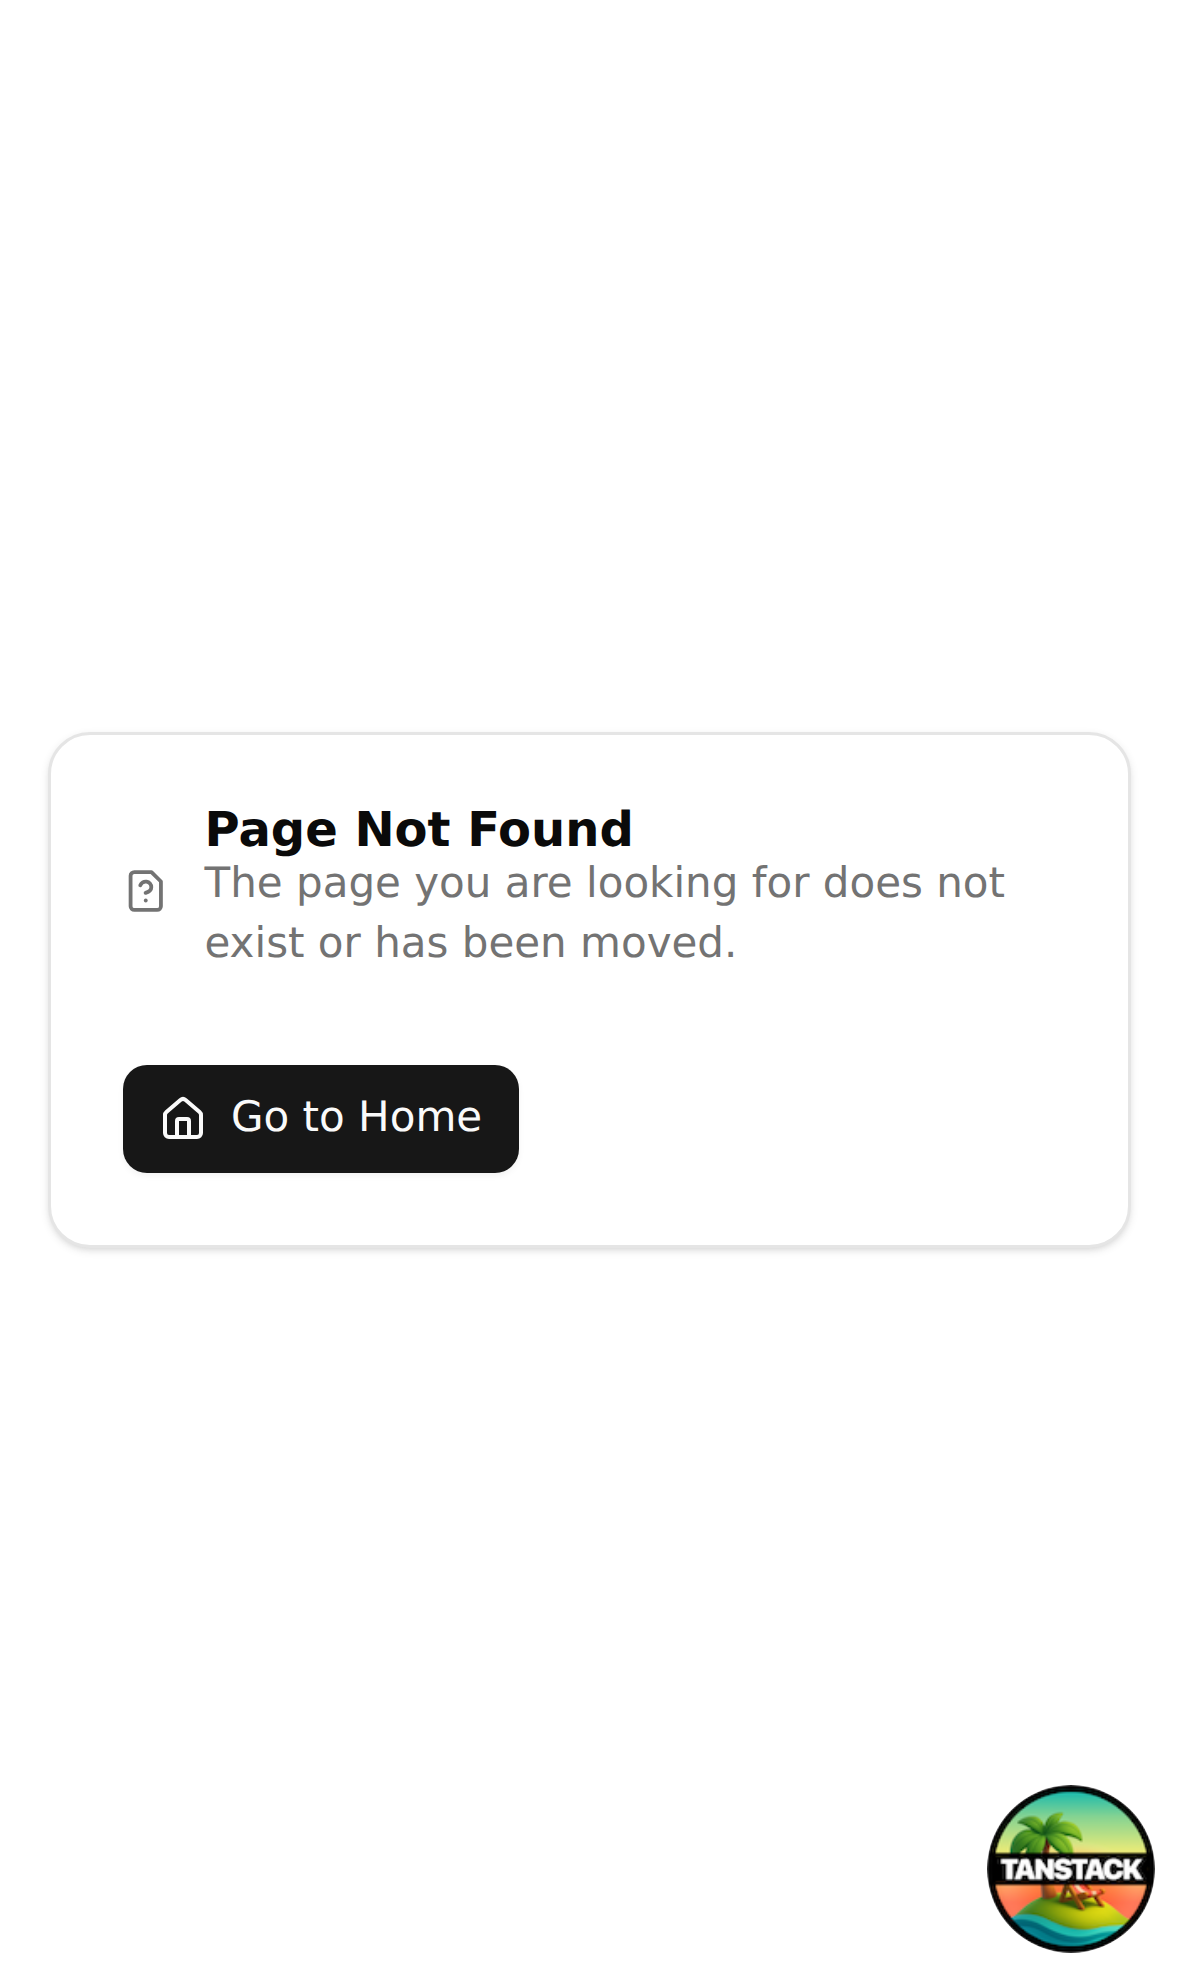 Page Not Found
The page you are looking for does not
exist or has been moved.
Go to Home
TANSTACK